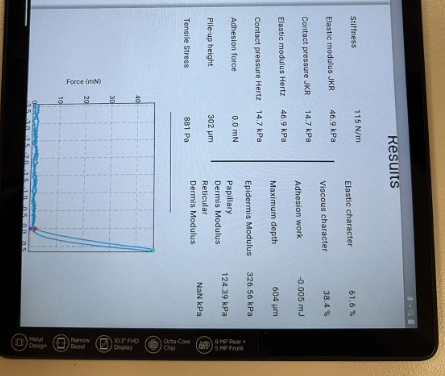 Results
Stiffness 115 N/m
Elastic modulus JKR 46.9 kPa
Contact pressure JKR 14.7 kPa
Elastic modulus Hertz 46.9 kPa
Contact pressure Hertz 14.7 kPa
Adhesion force 0.0 mN
Pile-up height 302 µm
Tensile Stress 881 Pa
Elastic character 61.6 %
Viscous character 38.4 %
Adhesion work -0.005 mJ
Maximum depth 604 µm
Epidermis Modulus 326.56 kPa
Papillary
Dermis Modulus 124.39 kPa
Reticular
Dermis Modulus NaN kPa
Force (mN)
40
30
20
10
0
Metal
Design
Narrow
Bezel
10.3" FHD
Display
Octa-Core
Chip
8 MP Rear +
5 MP Front